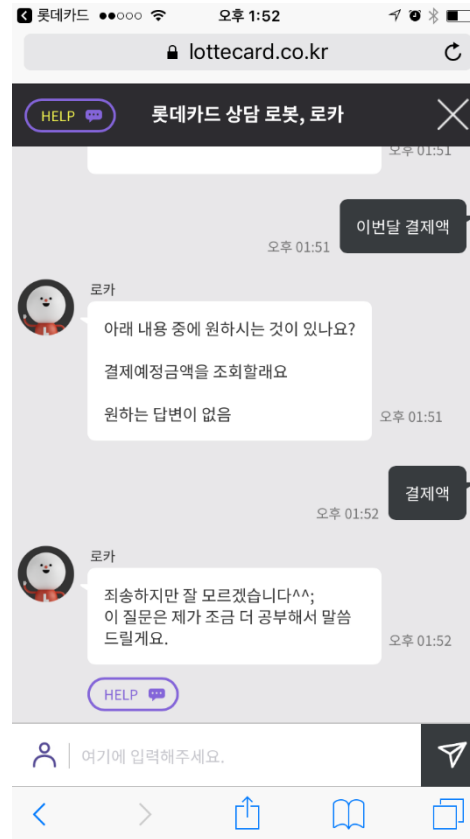 롯데카드
오후 1:52
lottecard.co.kr
HELP
롯데카드 상담 로봇, 로카
오후 01:51
이번달 결제액
오후 01:51
로카
아래 내용 중에 원하시는 것이 있나요?
결제예정금액을 조회할래요
원하는 답변이 없음
오후 01:51
결제액
오후 01:52
로카
죄송하지만 잘 모르겠습니다^^;
이 질문은 제가 조금 더 공부해서 말씀
드릴게요.
오후 01:52
HELP
여기에 입력해주세요.